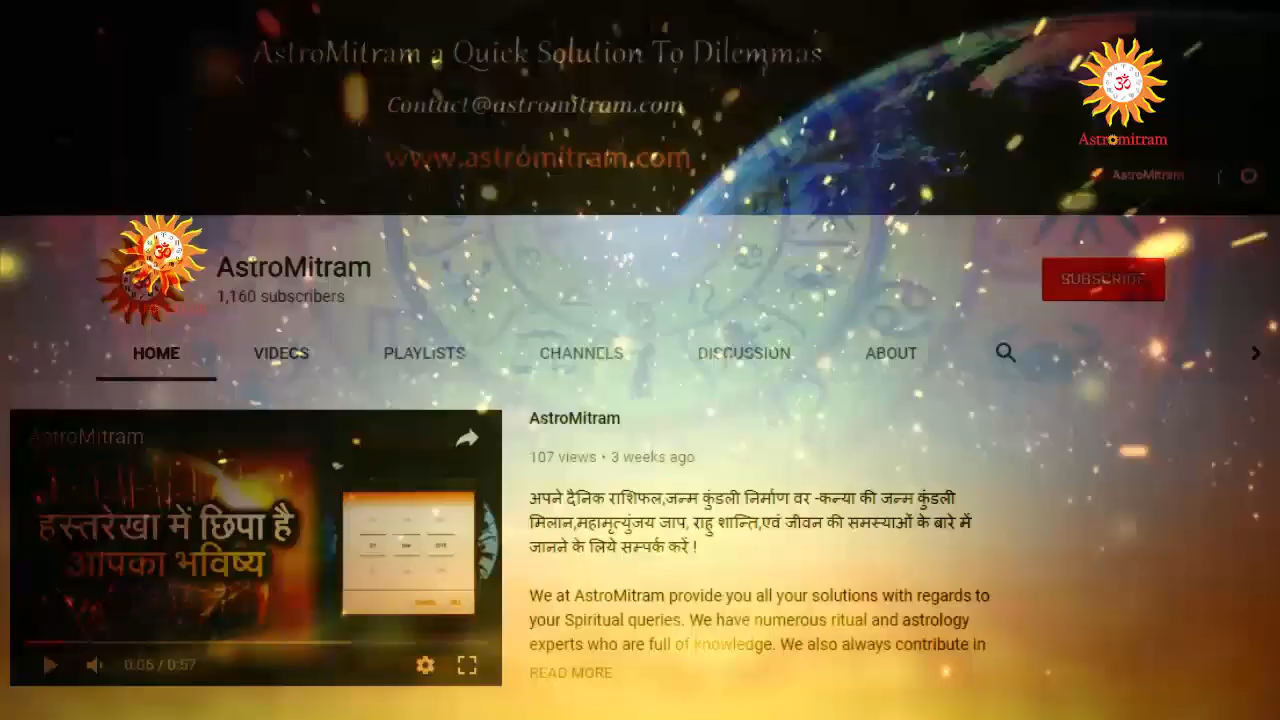 AstroMitram a Quick Solution To Dilemmas
Contact@astromitram.com
www.astromitram.com
ॐ
Astromitram
AstroMitram
AstroMitram
1,160 subscribers
SUBSCRIBE
HOME VIDEOS PLAYLISTS CHANNELS DISCUSSION ABOUT
AstroMitram
हस्तरेखा में छिपा है
आपका भविष्य
0:05 / 0:57
AstroMitram
107 views • 3 weeks ago
अपने दैनिक राशिफल,जन्म कुंडली निर्माण वर -कन्या की जन्म कुंडली
मिलान,महामृत्युंजय जाप, राहु शान्ति,एवं जीवन की समस्याओं के बारे में
जानने के लिये सम्पर्क करें !
We at AstroMitram provide you all your solutions with regards to
your Spiritual queries. We have numerous ritual and astrology
experts who are full of knowledge. We also always contribute in
READ MORE